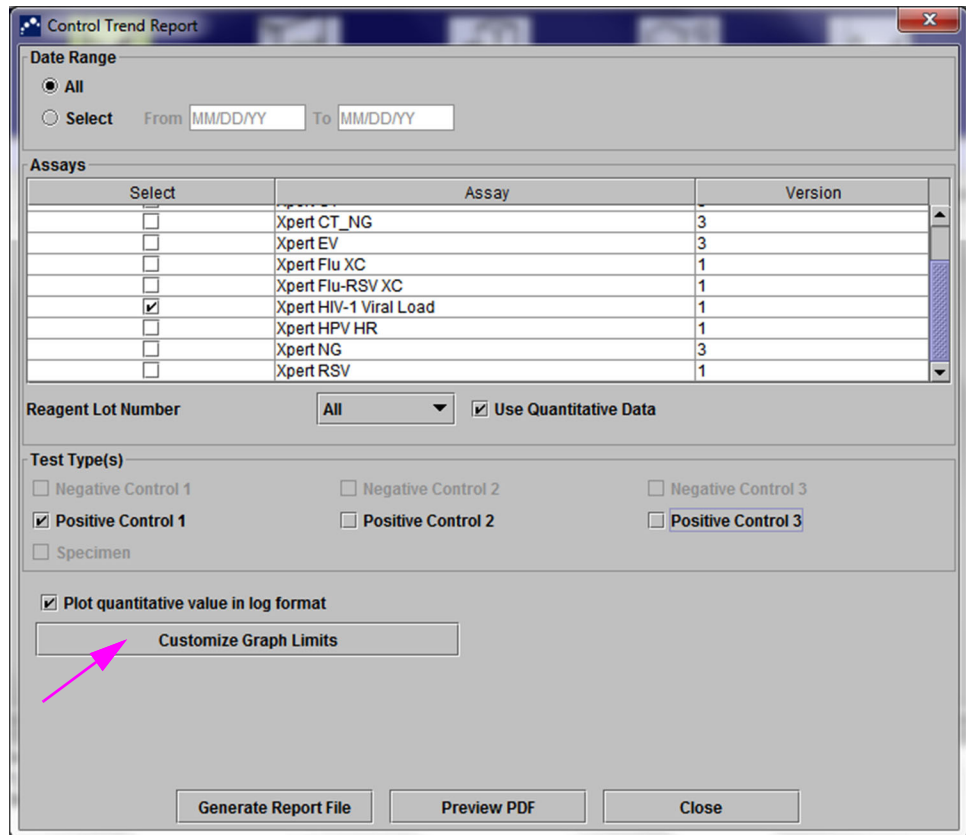 Control Trend Report
Date Range
All
Select From MM/DD/YY To MM/DD/YY
Assays
Select Assay Version
Xpert CT_NG 3
Xpert EV 3
Xpert Flu XC 1
Xpert Flu-RSV XC 1
Xpert HIV-1 Viral Load 1
Xpert HPV HR 1
Xpert NG 3
Xpert RSV 1
Reagent Lot Number All Use Quantitative Data
Test Type(s)
Negative Control 1 Negative Control 2 Negative Control 3
Positive Control 1 Positive Control 2 Positive Control 3
Specimen
Plot quantitative value in log format
Customize Graph Limits
Generate Report File Preview PDF Close